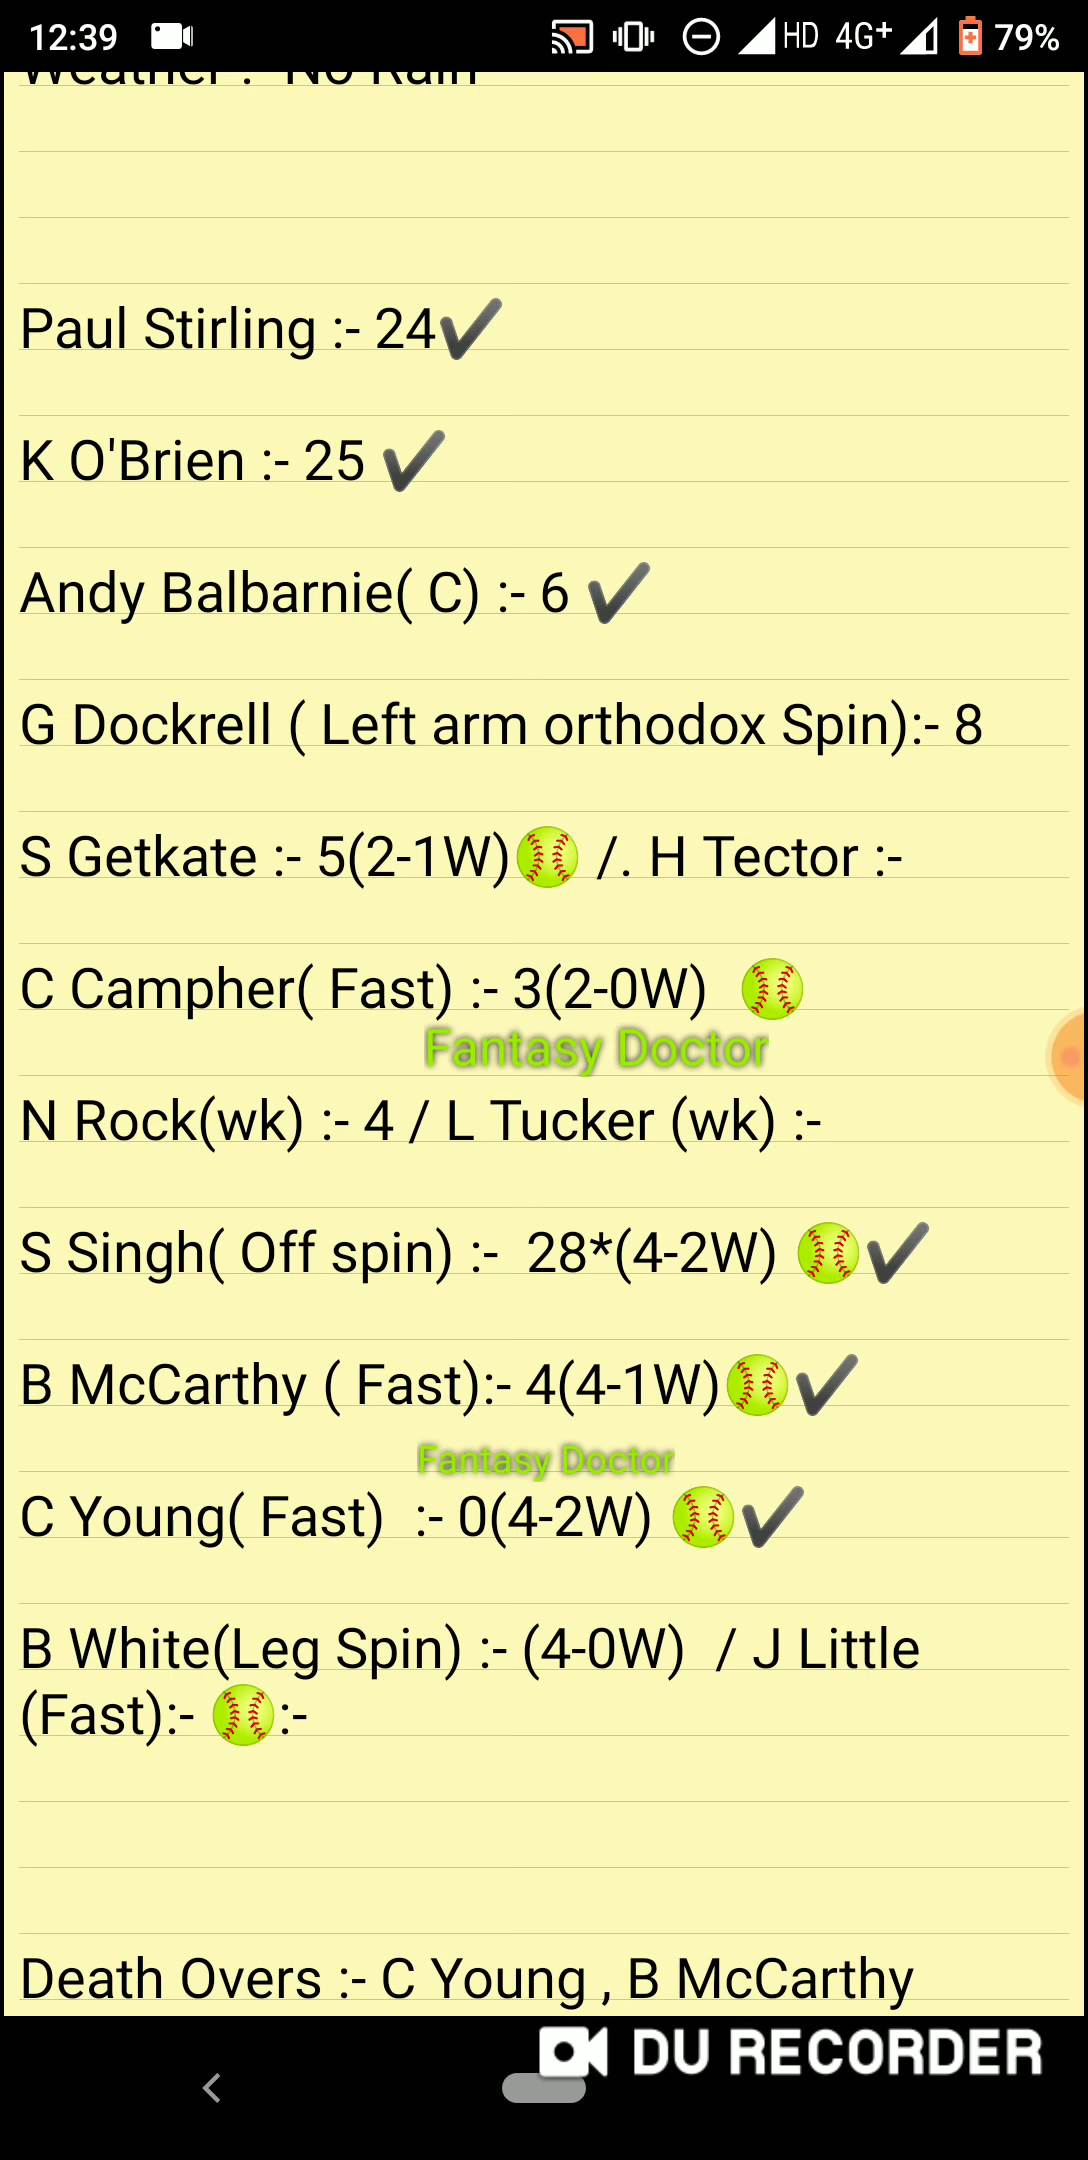 12:39 HD 4G+ 79%
Weather : No Rain
Paul Stirling :- 24✔
K O'Brien :- 25 ✔
Andy Balbarnie( C) :- 6 ✔
G Dockrell ( Left arm orthodox Spin):- 8
S Getkate :- 5(2-1W)🥎 /. H Tector :-
C Campher( Fast) :- 3(2-0W) 🥎
Fantasy Doctor
N Rock(wk) :- 4 / L Tucker (wk) :-
S Singh( Off spin) :- 28*(4-2W) 🥎✔
B McCarthy ( Fast):- 4(4-1W)🥎✔
Fantasy Doctor
C Young( Fast) :- 0(4-2W) 🥎✔
B White(Leg Spin) :- (4-0W) / J Little
(Fast):- 🥎:-
Death Overs :- C Young , B McCarthy
DU RECORDER